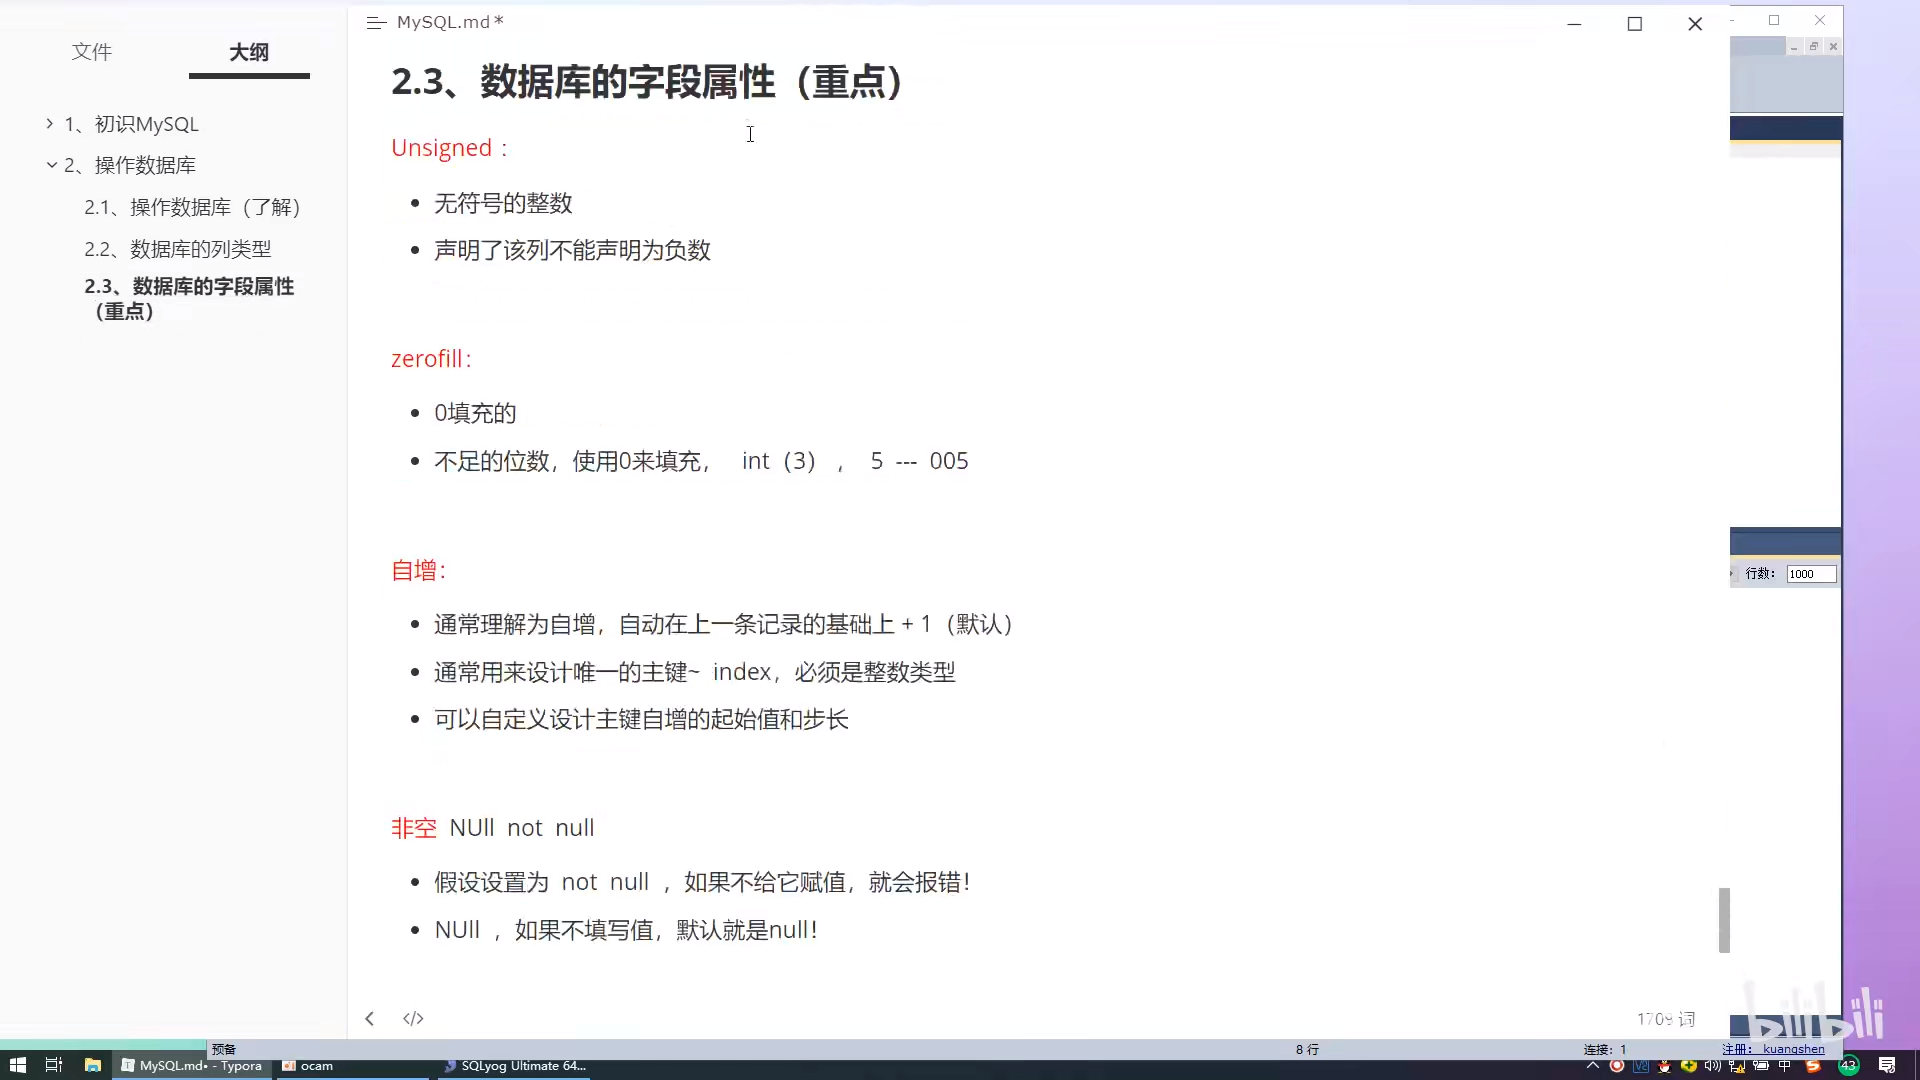 MySQL.md*
文件
大纲
1、初识MySQL
2、操作数据库
2.1、操作数据库（了解）
2.2、数据库的列类型
2.3、数据库的字段属性
（重点）
2.3、数据库的字段属性（重点）
Unsigned：
无符号的整数
声明了该列不能声明为负数
zerofill：
0填充的
不足的位数，使用0来填充， int（3） , 5 --- 005
自增：
通常理解为自增，自动在上一条记录的基础上 + 1（默认）
通常用来设计唯一的主键~ index，必须是整数类型
可以自定义设计主键自增的起始值和步长
非空 NUll not null
假设设置为 not null ，如果不给它赋值，就会报错！
NUll ，如果不填写值，默认就是null！
行数： 1000
</>
1709 词
bilibili
预备
8 行
连接： 1
注册： kuangshen
MySQL.md• - Typora
ocam
SQLyog Ultimate 64...
中
43